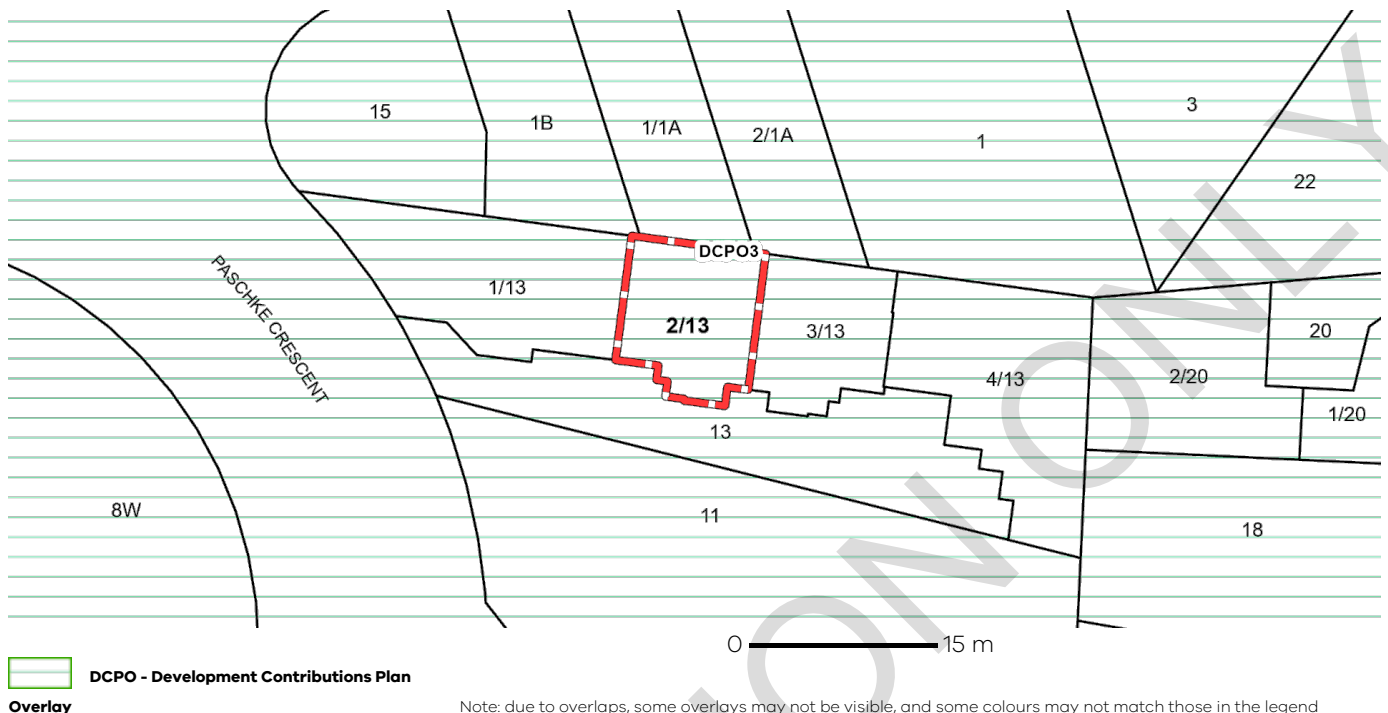 15
1B
1/1A
2/1A
1
3
22
DCPO3
PASCHKE CRESCENT
1/13
2/13
3/13
4/13
2/20
20
1/20
13
11
8W
18
0 15 m
DCPO - Development Contributions Plan
Overlay
Note: due to overlaps, some overlays may not be visible, and some colours may not match those in the legend
ON ONLY